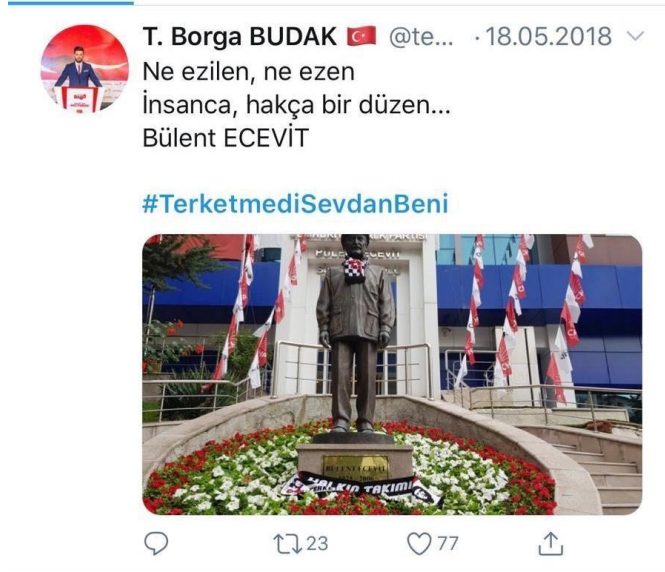 T. Borga BUDAK @te... · 18.05.2018
Ne ezilen, ne ezen
İnsanca, hakça bir düzen...
Bülent ECEVİT
#TerketmediSevdanBeni
BÜLENT ECEVİT
HALKIN TAKIMI
23
77